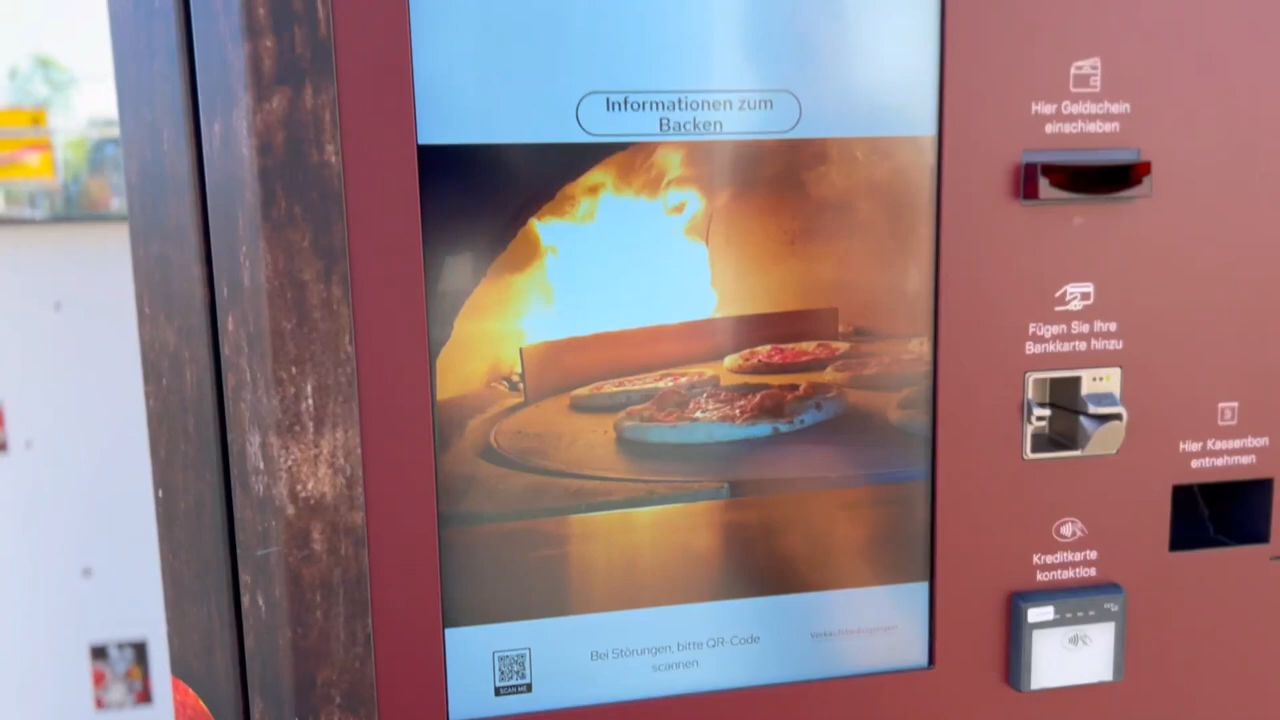 Informationen zum
Backen
Hier Geldschein
einschieben
Fügen Sie Ihre
Bankkarte hinzu
Hier Kassenbon
entnehmen
Kreditkarte
kontaktlos
Bei Störungen, bitte QR-Code
scannen
Verkaufsbedingungen
SCAN ME